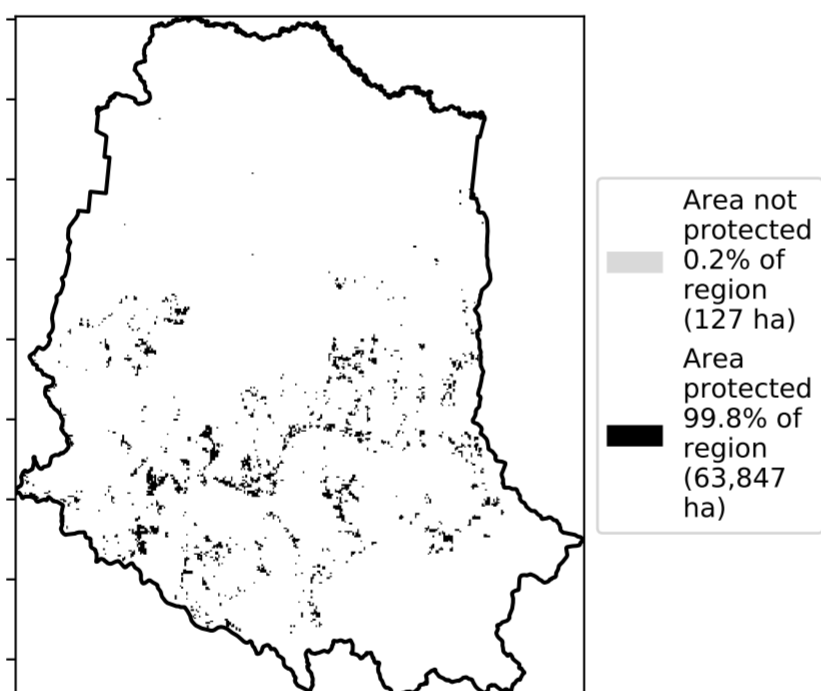 Area not
protected
0.2% of
region
(127 ha)
Area
protected
99.8% of
region
(63,847
ha)